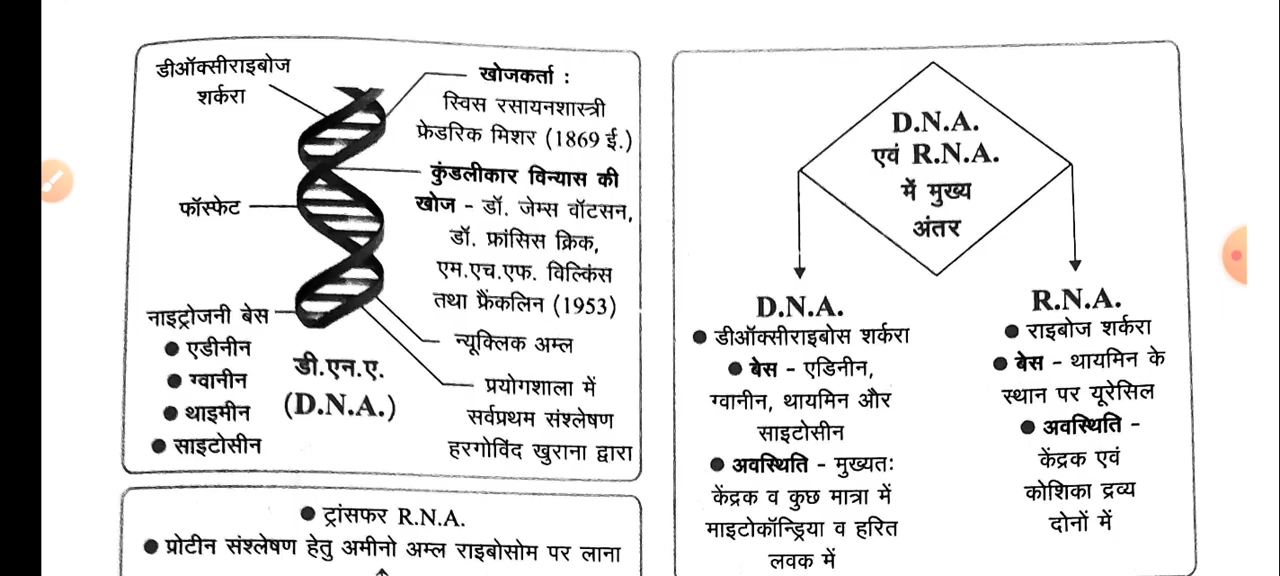 डीऑक्सीराइबोज
शर्करा
फॉस्फेट
नाइट्रोजनी बेस
● एडीनीन
● ग्वानीन
● थाइमीन
● साइटोसीन
डी.एन.ए.
(D.N.A.)
खोजकर्ता :
स्विस रसायनशास्त्री
फ्रेडरिक मिशर (1869 ई.)
कुंडलीकार विन्यास की
खोज - डॉ. जेम्स वॉटसन,
डॉ. फ्रांसिस क्रिक,
एम.एच.एफ. विल्किंस
तथा फ्रैंकलिन (1953)
न्यूक्लिक अम्ल
प्रयोगशाला में
सर्वप्रथम संश्लेषण
हरगोविंद खुराना द्वारा
● ट्रांसफर R.N.A.
● प्रोटीन संश्लेषण हेतु अमीनो अम्ल राइबोसोम पर लाना
D.N.A.
एवं R.N.A.
में मुख्य
अंतर
D.N.A.
● डीऑक्सीराइबोस शर्करा
● बेस - एडिनीन,
ग्वानीन, थायमिन और
साइटोसीन
● अवस्थिति - मुख्यतः
केंद्रक व कुछ मात्रा में
माइटोकॉन्ड्रिया व हरित
लवक में
R.N.A.
● राइबोज शर्करा
● बेस - थायमिन के
स्थान पर यूरेसिल
● अवस्थिति -
केंद्रक एवं
कोशिका द्रव्य
दोनों में